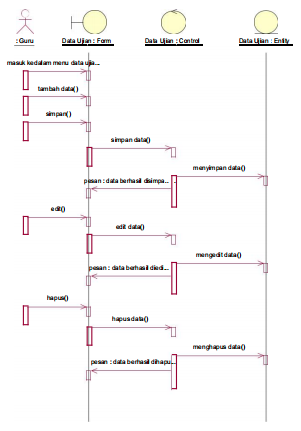 : Guru
Data Ujian : Form
Data Ujian : Control
Data Ujian : Entity
masuk kedalam menu data ujia...
tambah data()
simpan()
simpan data()
menyimpan data()
pesan : data berhasil disimpa...
edit()
edit data()
mengedit data()
pesan : data berhasil diedi...
hapus()
hapus data()
menghapus data()
pesan : data berhasil dihapu...